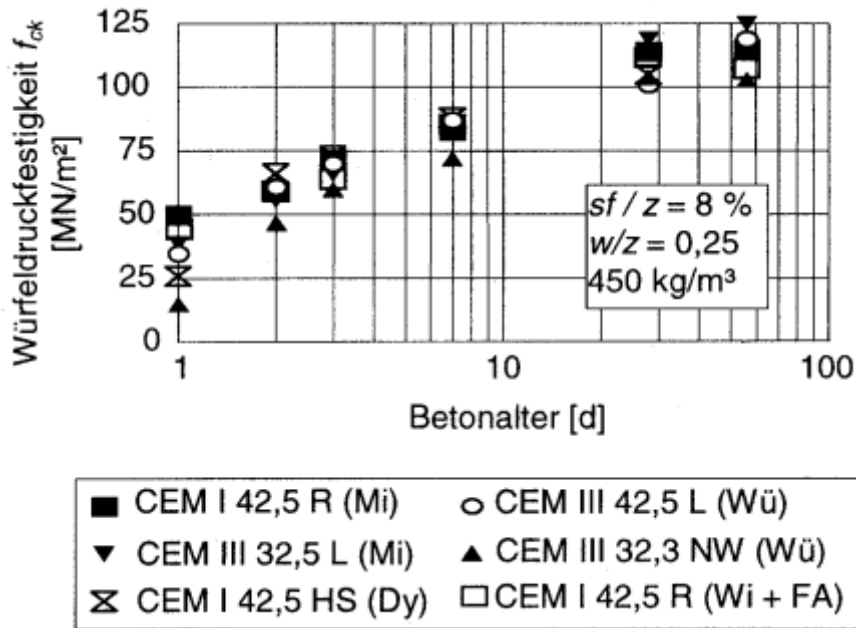 Würfeldruckfestigkeit fck
[MN/m²]
125
100
75
50
25
0
sf / z = 8 %
w/z = 0,25
450 kg/m³
1
10
100
Betonalter [d]
CEM I 42,5 R (Mi)
CEM III 42,5 L (Wü)
CEM III 32,5 L (Mi)
CEM III 32,3 NW (Wü)
CEM I 42,5 HS (Dy)
CEM I 42,5 R (Wi + FA)